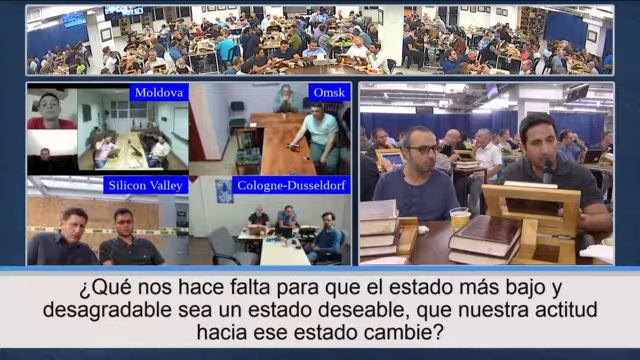 Moldova
Omsk
Silicon Valley
Cologne-Dusseldorf
¿Qué nos hace falta para que el estado más bajo y
desagradable sea un estado deseable, que nuestra actitud
hacia ese estado cambie?